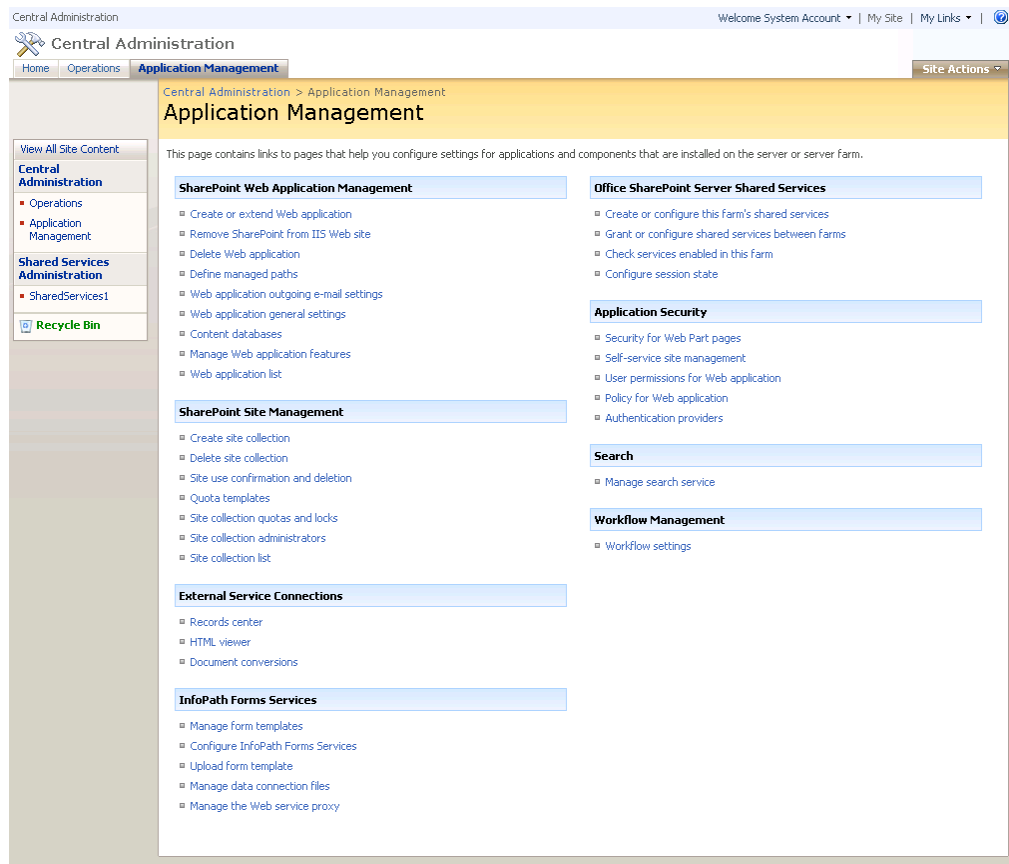 Central Administration
Welcome System Account | My Site | My Links |
Central Administration
Home Operations Application Management Site Actions
Central Administration > Application Management
Application Management
This page contains links to pages that help you configure settings for applications and components that are installed on the server or server farm.
View All Site Content
Central
Administration
Operations
Application
Management
Shared Services
Administration
SharedServices1
Recycle Bin
SharePoint Web Application Management
Create or extend Web application
Remove SharePoint from IIS Web site
Delete Web application
Define managed paths
Web application outgoing e-mail settings
Web application general settings
Content databases
Manage Web application features
Web application list
SharePoint Site Management
Create site collection
Delete site collection
Site use confirmation and deletion
Quota templates
Site collection quotas and locks
Site collection administrators
Site collection list
External Service Connections
Records center
HTML viewer
Document conversions
InfoPath Forms Services
Manage form templates
Configure InfoPath Forms Services
Upload form template
Manage data connection files
Manage the Web service proxy
Office SharePoint Server Shared Services
Create or configure this farm's shared services
Grant or configure shared services between farms
Check services enabled in this farm
Configure session state
Application Security
Security for Web Part pages
Self-service site management
User permissions for Web application
Policy for Web application
Authentication providers
Search
Manage search service
Workflow Management
Workflow settings